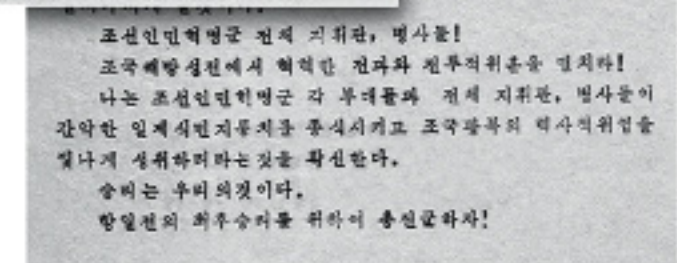 조선인민혁명군 전체 지휘관, 병사들!
조국해방성전에서 혁혁한 전과와 전투적위훈을 떨치라!
나는 조선인민혁명군 각 부대들과 전체 지휘관, 병사들이
간악한 일제식민지통치를 종식시키고 조국광복의 력사적위업을
빛나게 성취하리라는것을 확신한다.
승리는 우리의것이다.
항일전의 최후승리를 위하여 총진군하자!